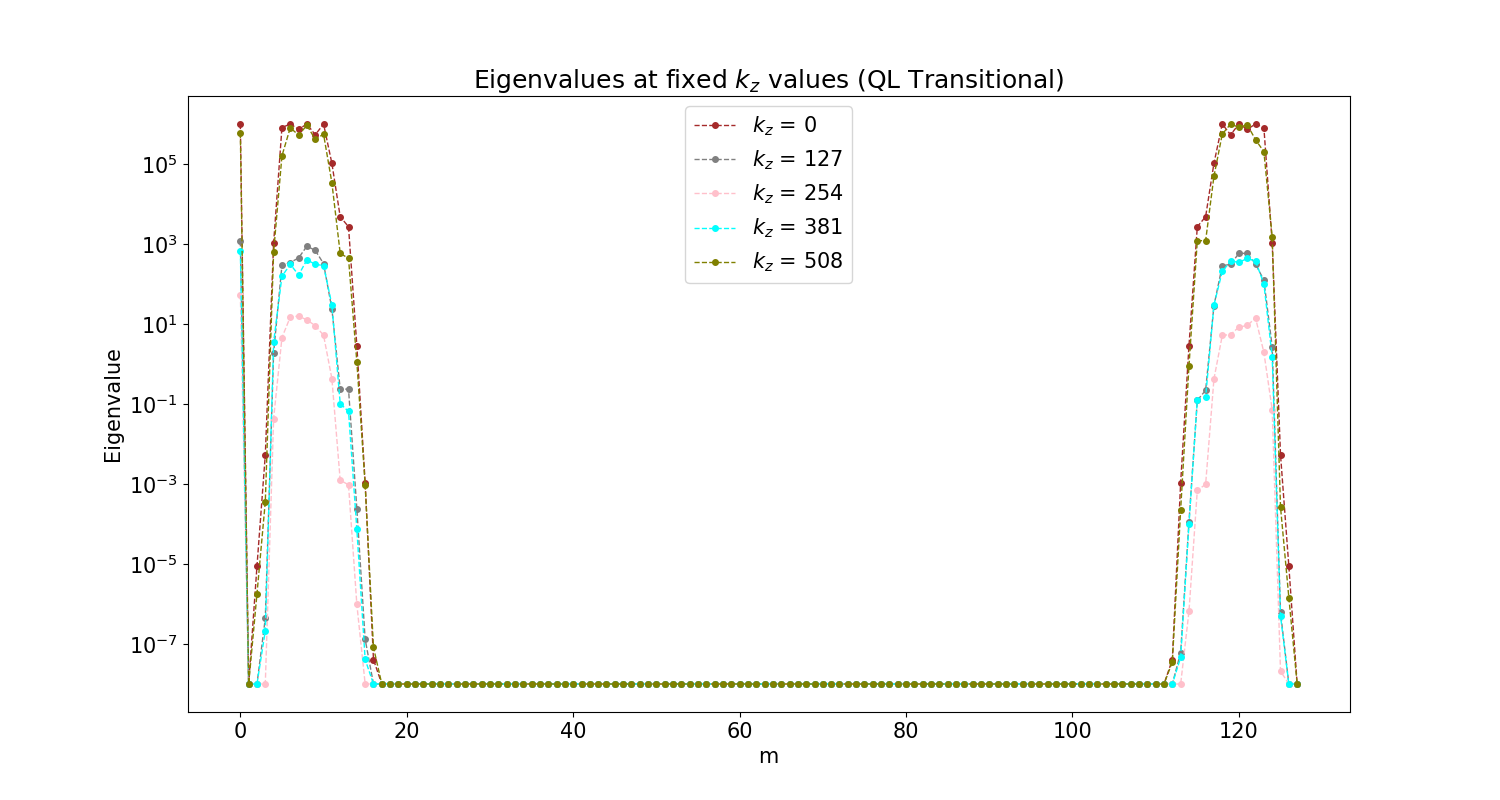 Eigenvalues at fixed $k_z$ values (QL Transitional)
$k_z$ = 0
$k_z$ = 127
$k_z$ = 254
$k_z$ = 381
$k_z$ = 508
Eigenvalue
$10^5$
$10^3$
$10^1$
$10^{-1}$
$10^{-3}$
$10^{-5}$
$10^{-7}$
0 20 40 60 80 100 120
m